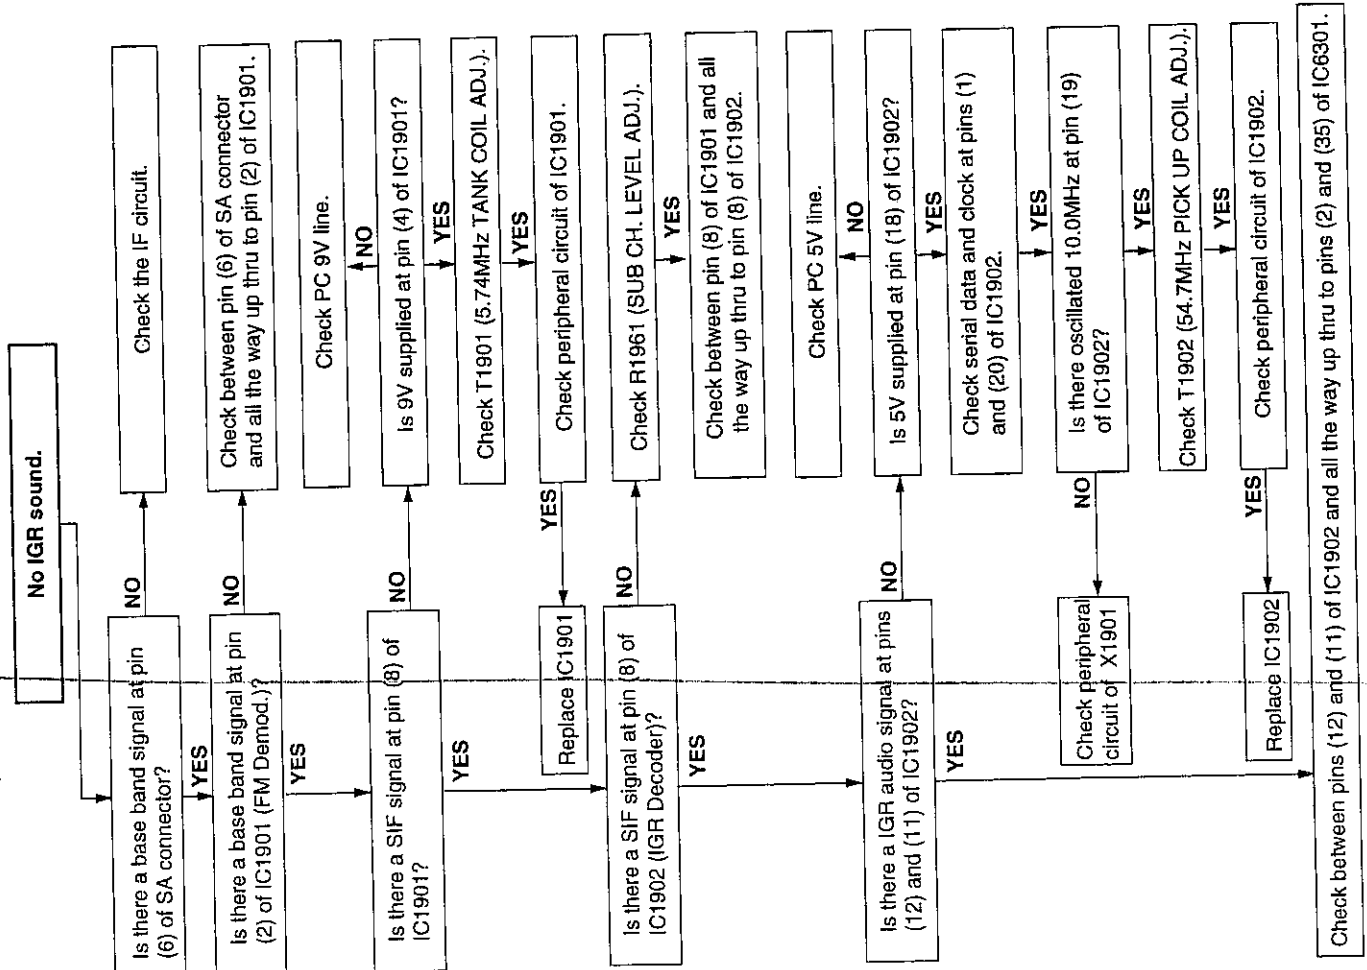 No IGR sound.
Is there a base band signal at pin
(6) of SA connector?
NO
Check the IF circuit.
YES
Is there a base band signal at pin
(2) of IC1901 (FM Demod.)?
NO
Check between pin (6) of SA connector
and all the way up thru to pin (2) of IC1901.
YES
Check PC 9V line.
NO
Is there a SIF signal at pin (8) of
IC1901?
NO
Is 9V supplied at pin (4) of IC1901?
YES
YES
Check T1901 (5.74MHz TANK COIL ADJ.).
YES
Replace IC1901
YES
Check peripheral circuit of IC1901.
Is there a SIF signal at pin (8) of
IC1902 (IGR Decoder)?
NO
Check R1961 (SUB CH. LEVEL ADJ.).
YES
YES
Check between pin (8) of IC1901 and all
the way up thru to pin (8) of IC1902.
Check PC 5V line.
NO
Is there a IGR audio signal at pins
(12) and (11) of IC1902?
NO
Is 5V supplied at pin (18) of IC1902?
YES
YES
Check serial data and clock at pins (1)
and (20) of IC1902.
YES
Check peripheral
circuit of X1901
NO
Is there oscillated 10.0MHz at pin (19)
of IC1902?
YES
Check T1902 (54.7MHz PICK UP COIL ADJ.).
YES
Replace IC1902
YES
Check peripheral circuit of IC1902.
Check between pins (12) and (11) of IC1902 and all the way up thru to pins (2) and (35) of IC6301.